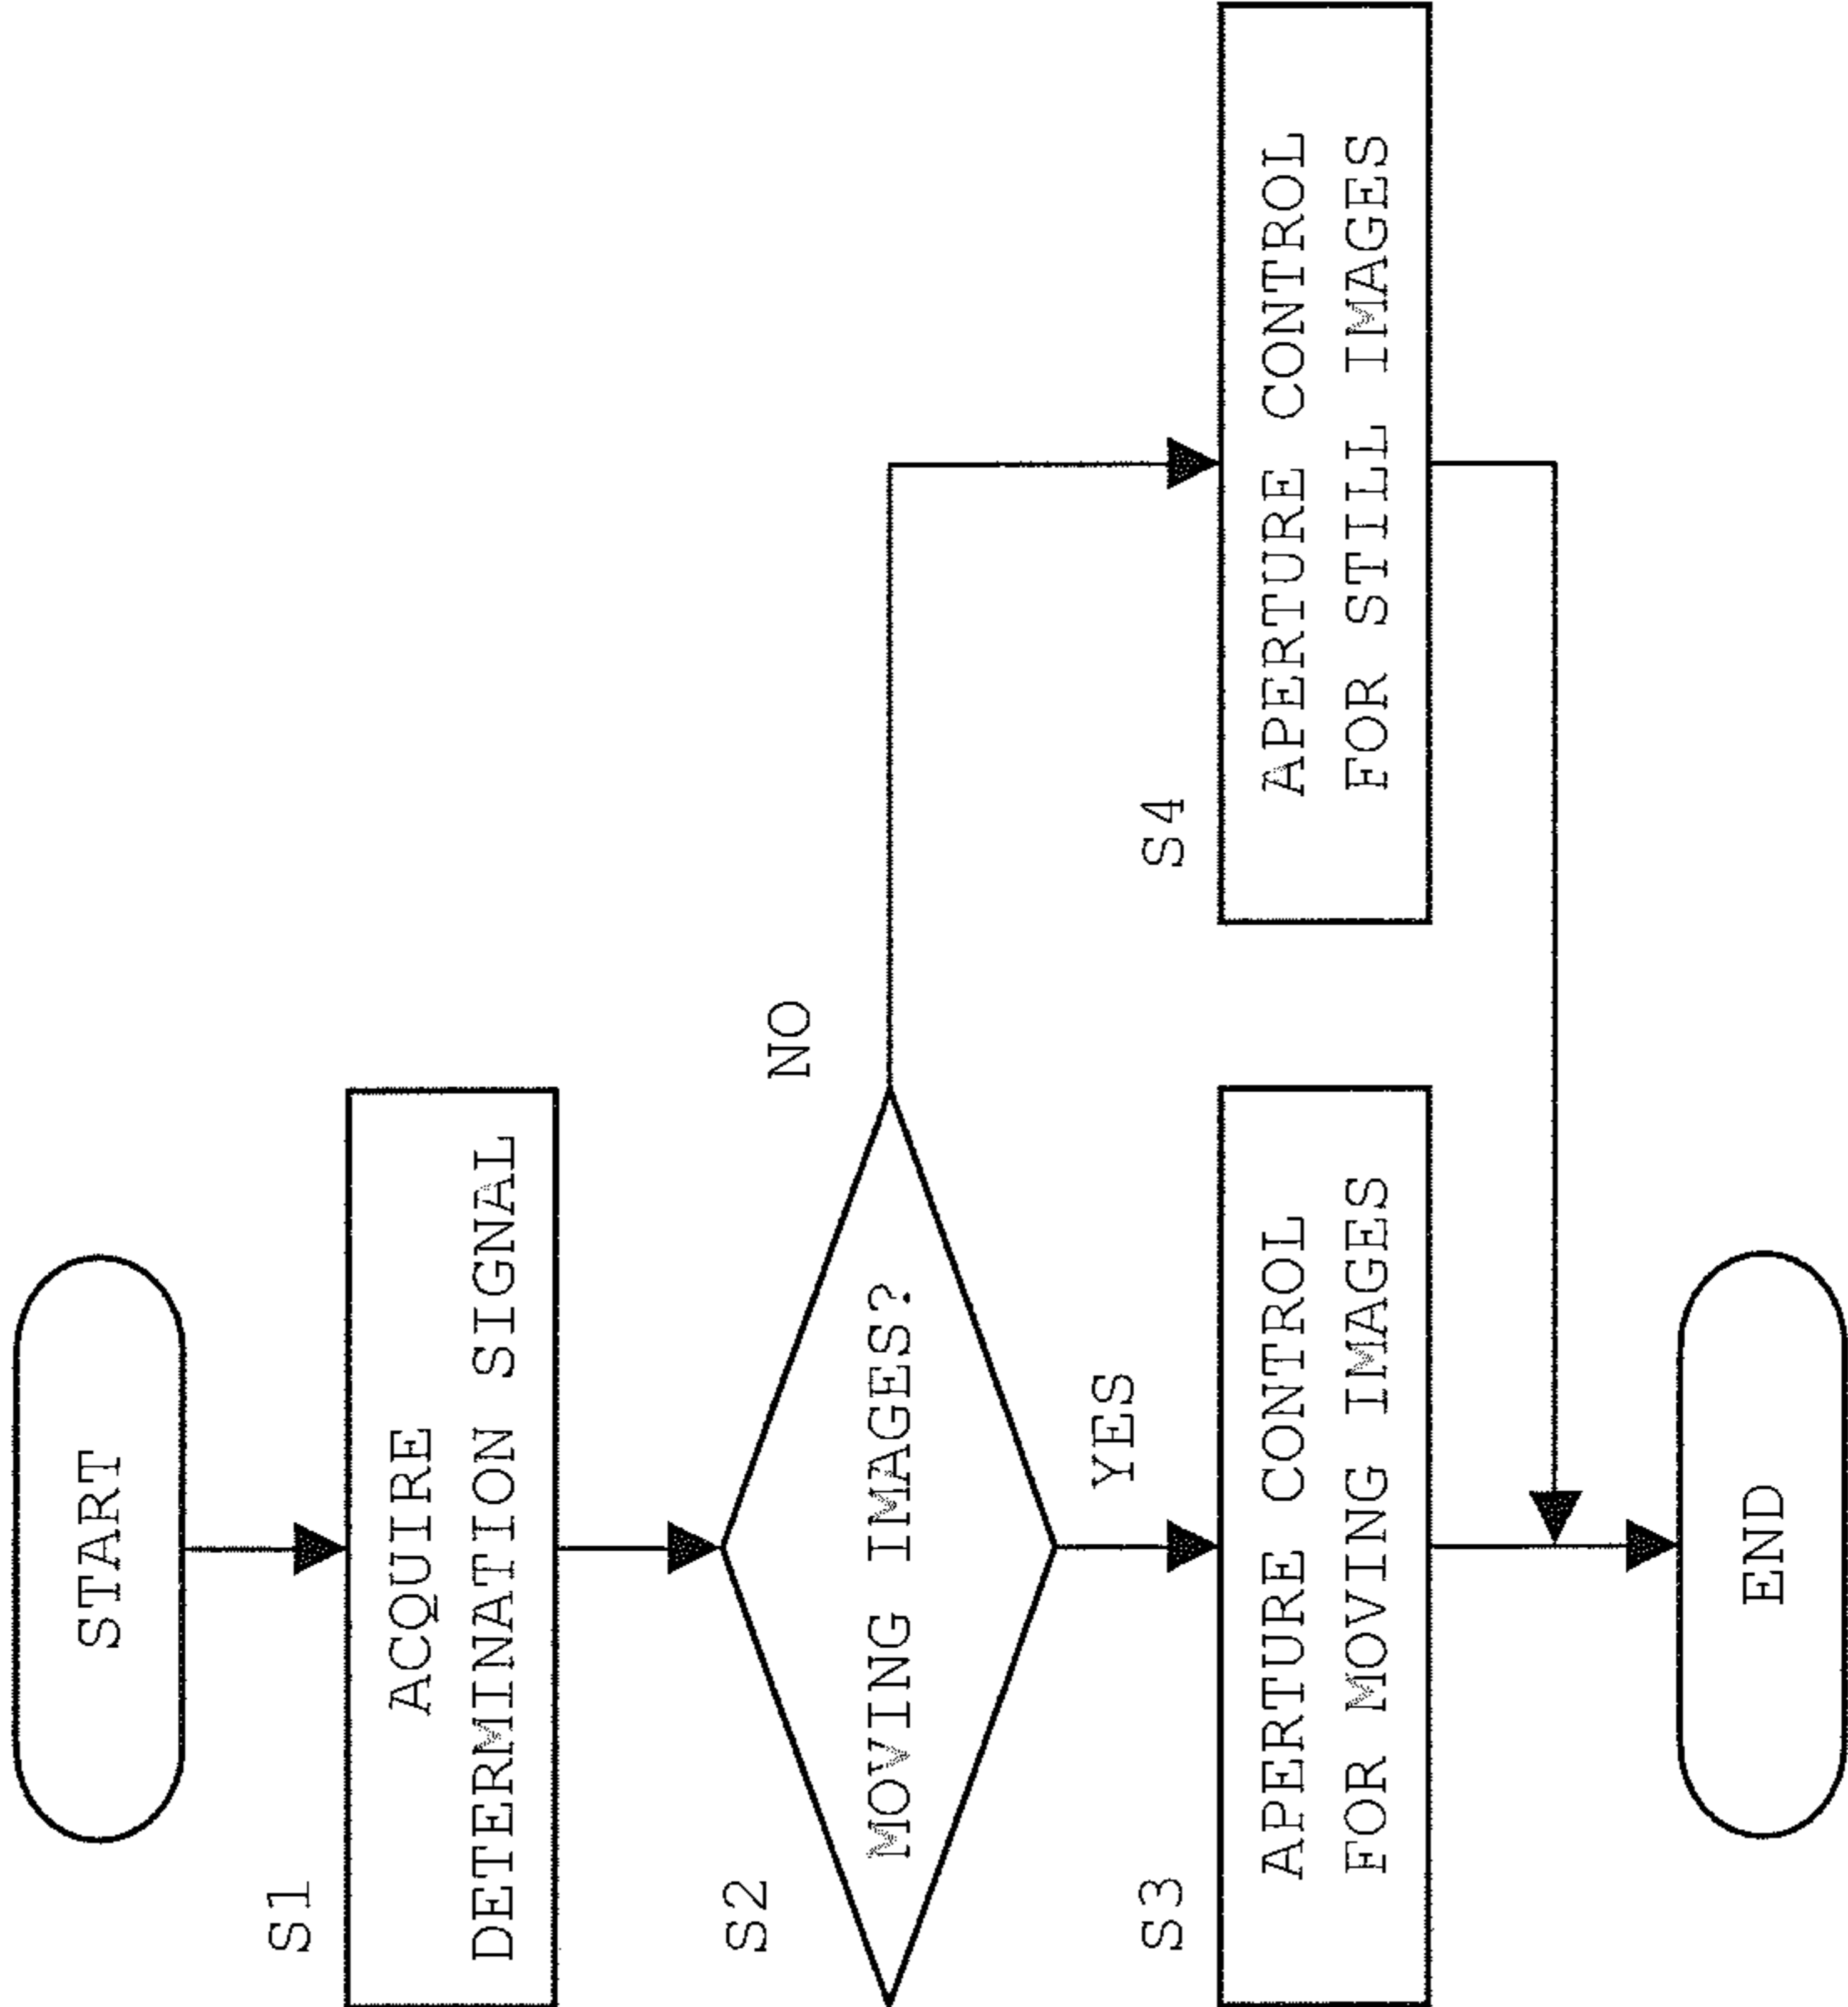 START
S1
ACQUIRE
DETERMINATION SIGNAL
S2
MOVING IMAGES?
NO
YES
S3
APERTURE CONTROL
FOR MOVING IMAGES
S4
APERTURE CONTROL
FOR STILL IMAGES
END